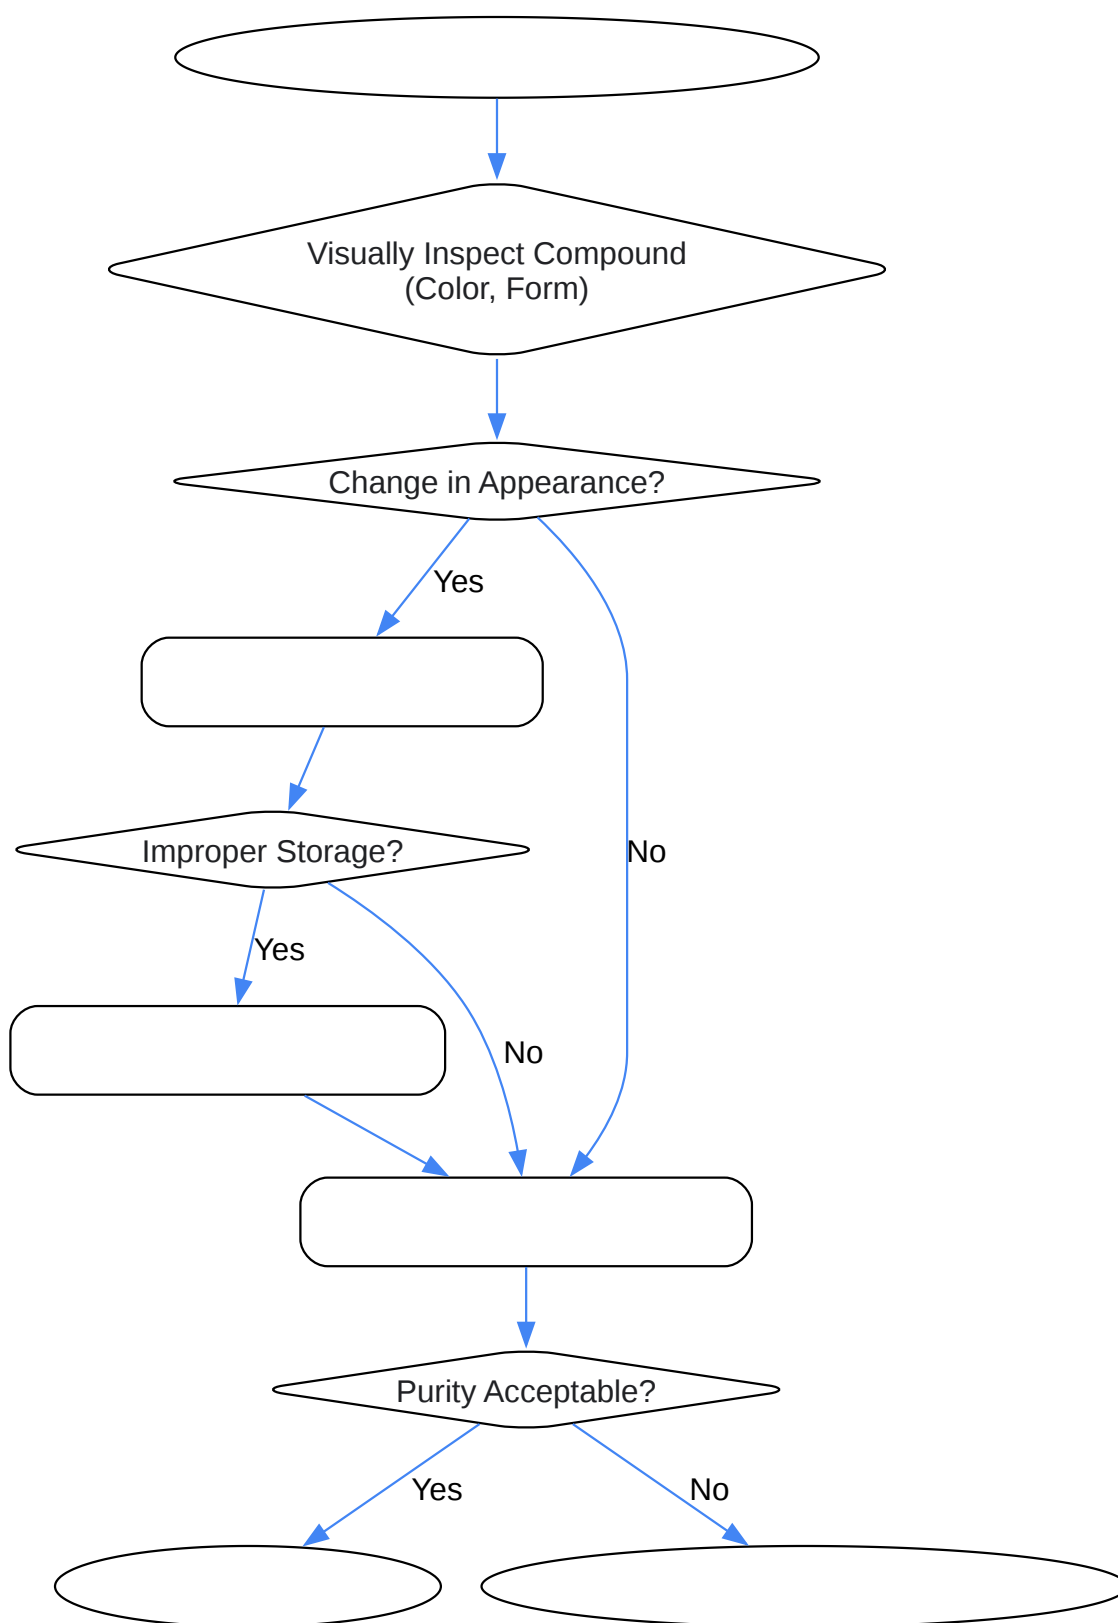 Visually Inspect Compound
(Color, Form)
Change in Appearance?
Yes
Improper Storage?
No
Yes
No
Purity Acceptable?
Yes
No